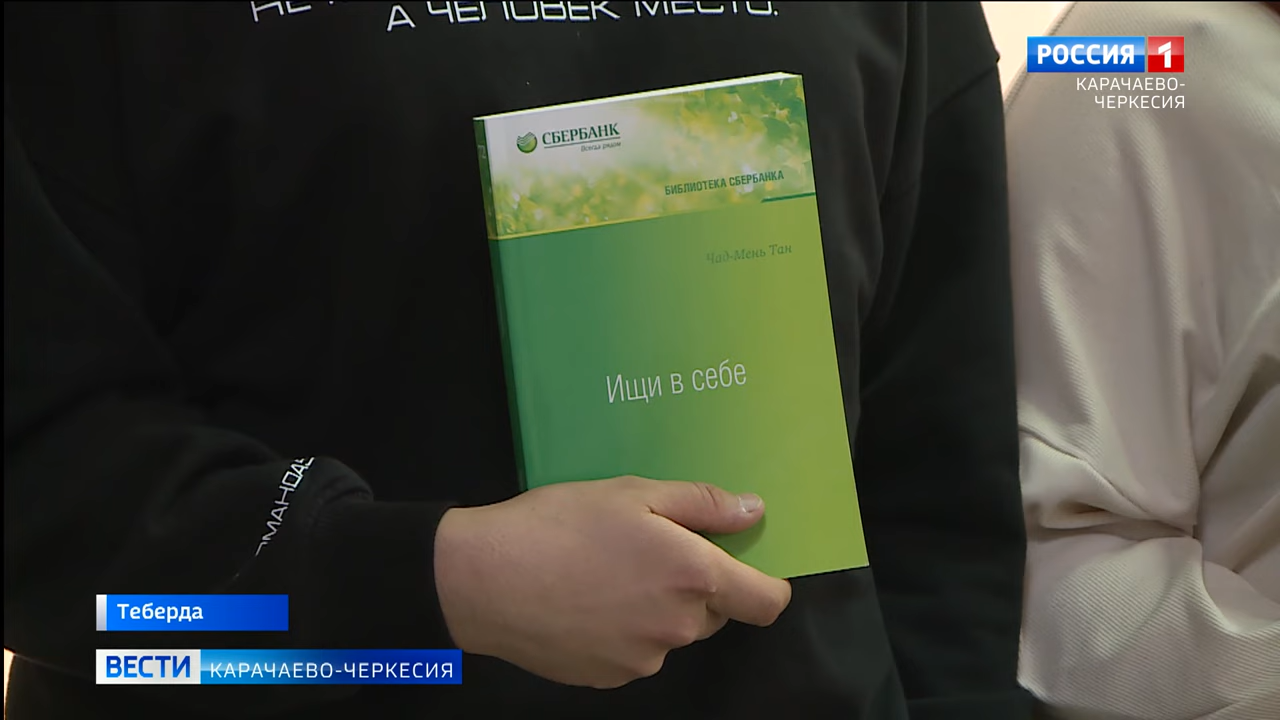 А ЧЕЛОВЕК МЕСТО.
РОССИЯ 1
КАРАЧАЕВО-
ЧЕРКЕСИЯ
72
СБЕРБАНК
Всегда рядом
БИБЛИОТЕКА СБЕРБАНКА
Чад-Мень Тан
Ищи в себе
Теберда
ВЕСТИ КАРАЧАЕВО-ЧЕРКЕСИЯ